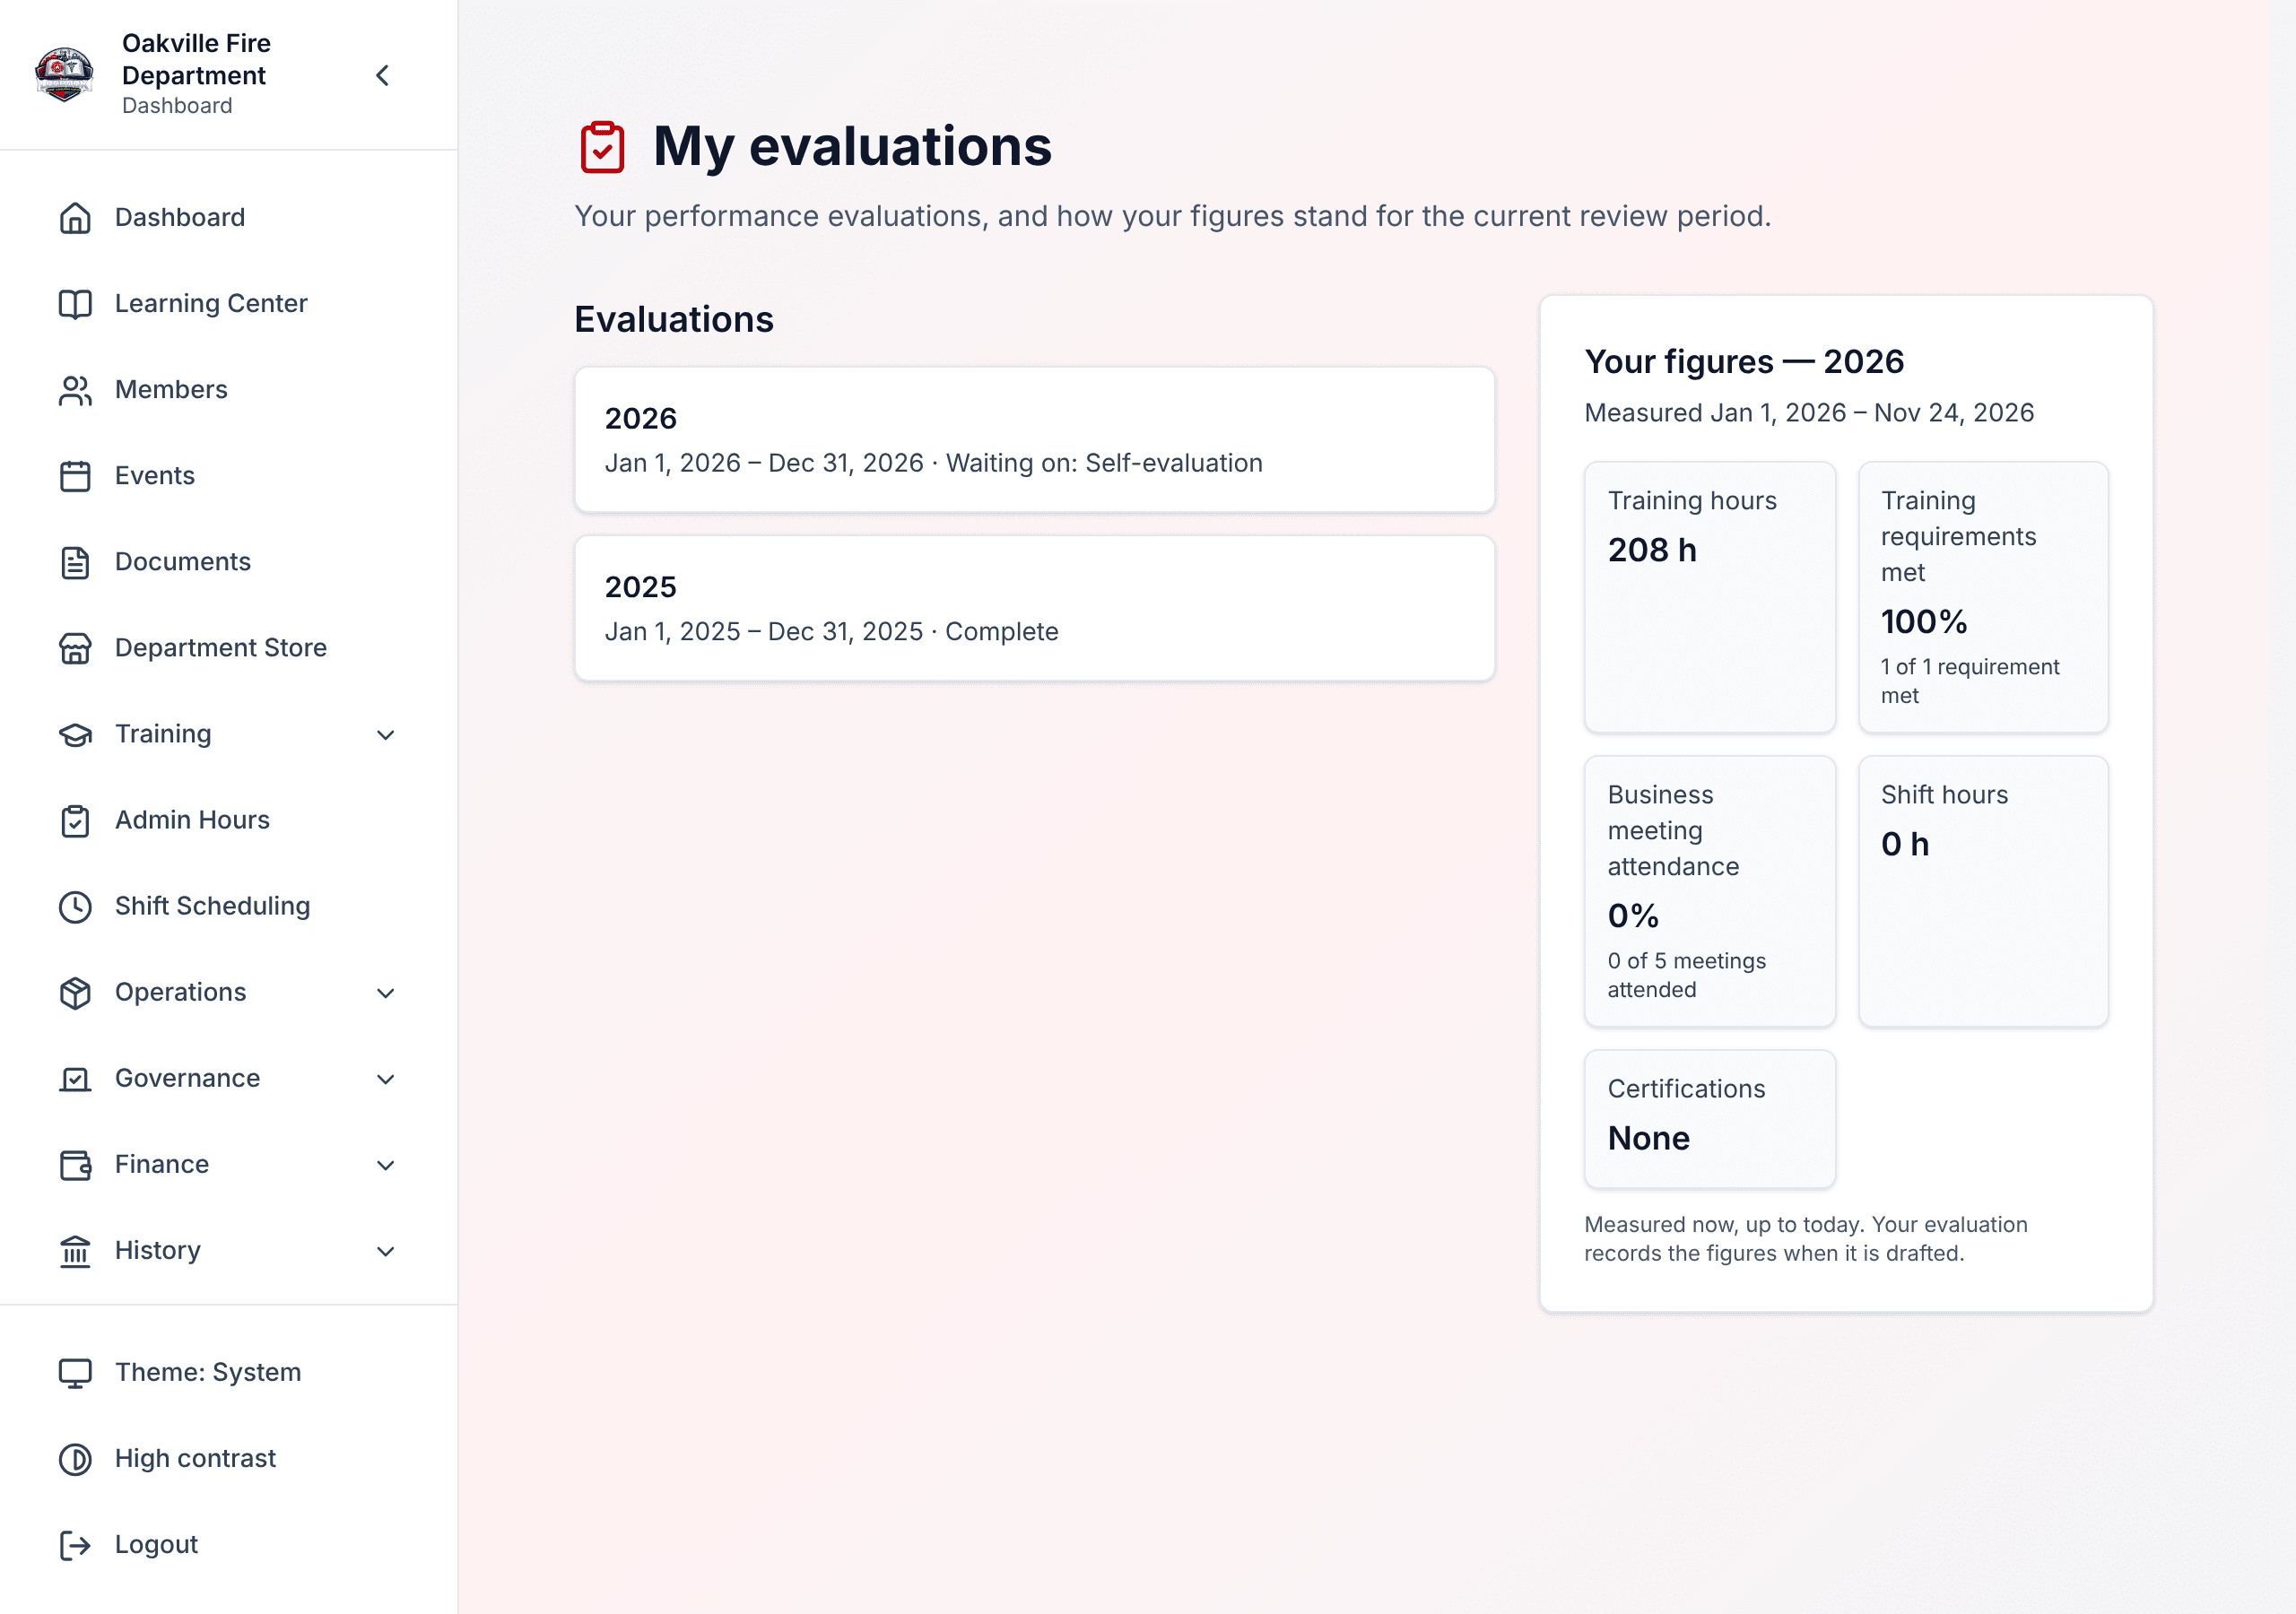 Oakville Fire
Department
Dashboard
Dashboard
Learning Center
Members
Events
Documents
Department Store
Training
Admin Hours
Shift Scheduling
Operations
Governance
Finance
History
Theme: System
High contrast
Logout
My evaluations
Your performance evaluations, and how your figures stand for the current review period.
Evaluations
2026
Jan 1, 2026 – Dec 31, 2026 · Waiting on: Self-evaluation
2025
Jan 1, 2025 – Dec 31, 2025 · Complete
Your figures — 2026
Measured Jan 1, 2026 – Nov 24, 2026
Training hours
208 h
Training
requirements
met
100%
1 of 1 requirement
met
Business
meeting
attendance
0%
0 of 5 meetings
attended
Shift hours
0 h
Certifications
None
Measured now, up to today. Your evaluation
records the figures when it is drafted.